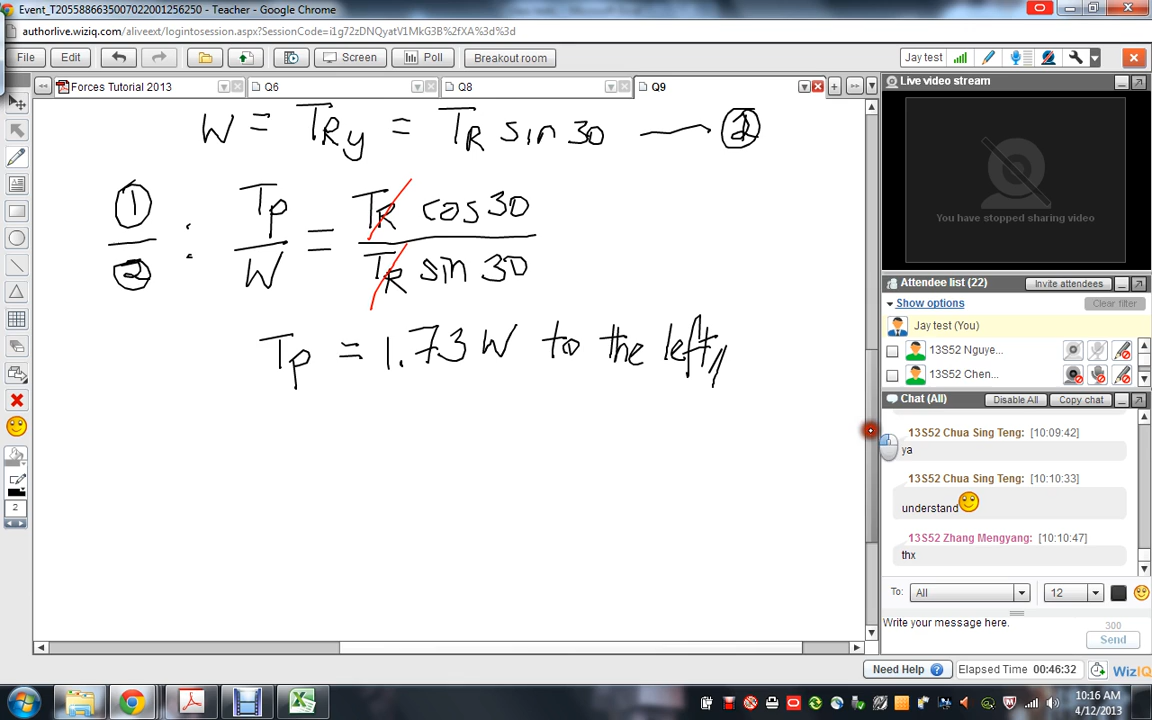 Event_T2055886635007022001256250 - Teacher - Google Chrome
authorlive.wiziq.com/aliveext/logintosession.aspx?SessionCode=i1g72zDNQyatV1MkG3B%2fXA%3d%3d
File Edit Screen Poll Breakout room Jay test
Forces Tutorial 2013 Q6 Q8 Q9
W = TRy = TR sin 30 — 2
1/2 : Tp/W = TR cos 30/TR sin 30
Tp = 1.73 W to the left
2
Live video stream
You have stopped sharing video
Attendee list (22) Invite attendees
Show options Clear filter
Jay test (You)
13S52 Nguye...
13S52 Chen...
Chat (All) Disable All Copy chat
13S52 Chua Sing Teng: [10:09:42]
ya
13S52 Chua Sing Teng: [10:10:33]
understand
13S52 Zhang Mengyang: [10:10:47]
thx
To: All 12
Write your message here. 300
Send
Need Help ? Elapsed Time 00:46:32 WizIQ
10:16 AM
4/12/2013